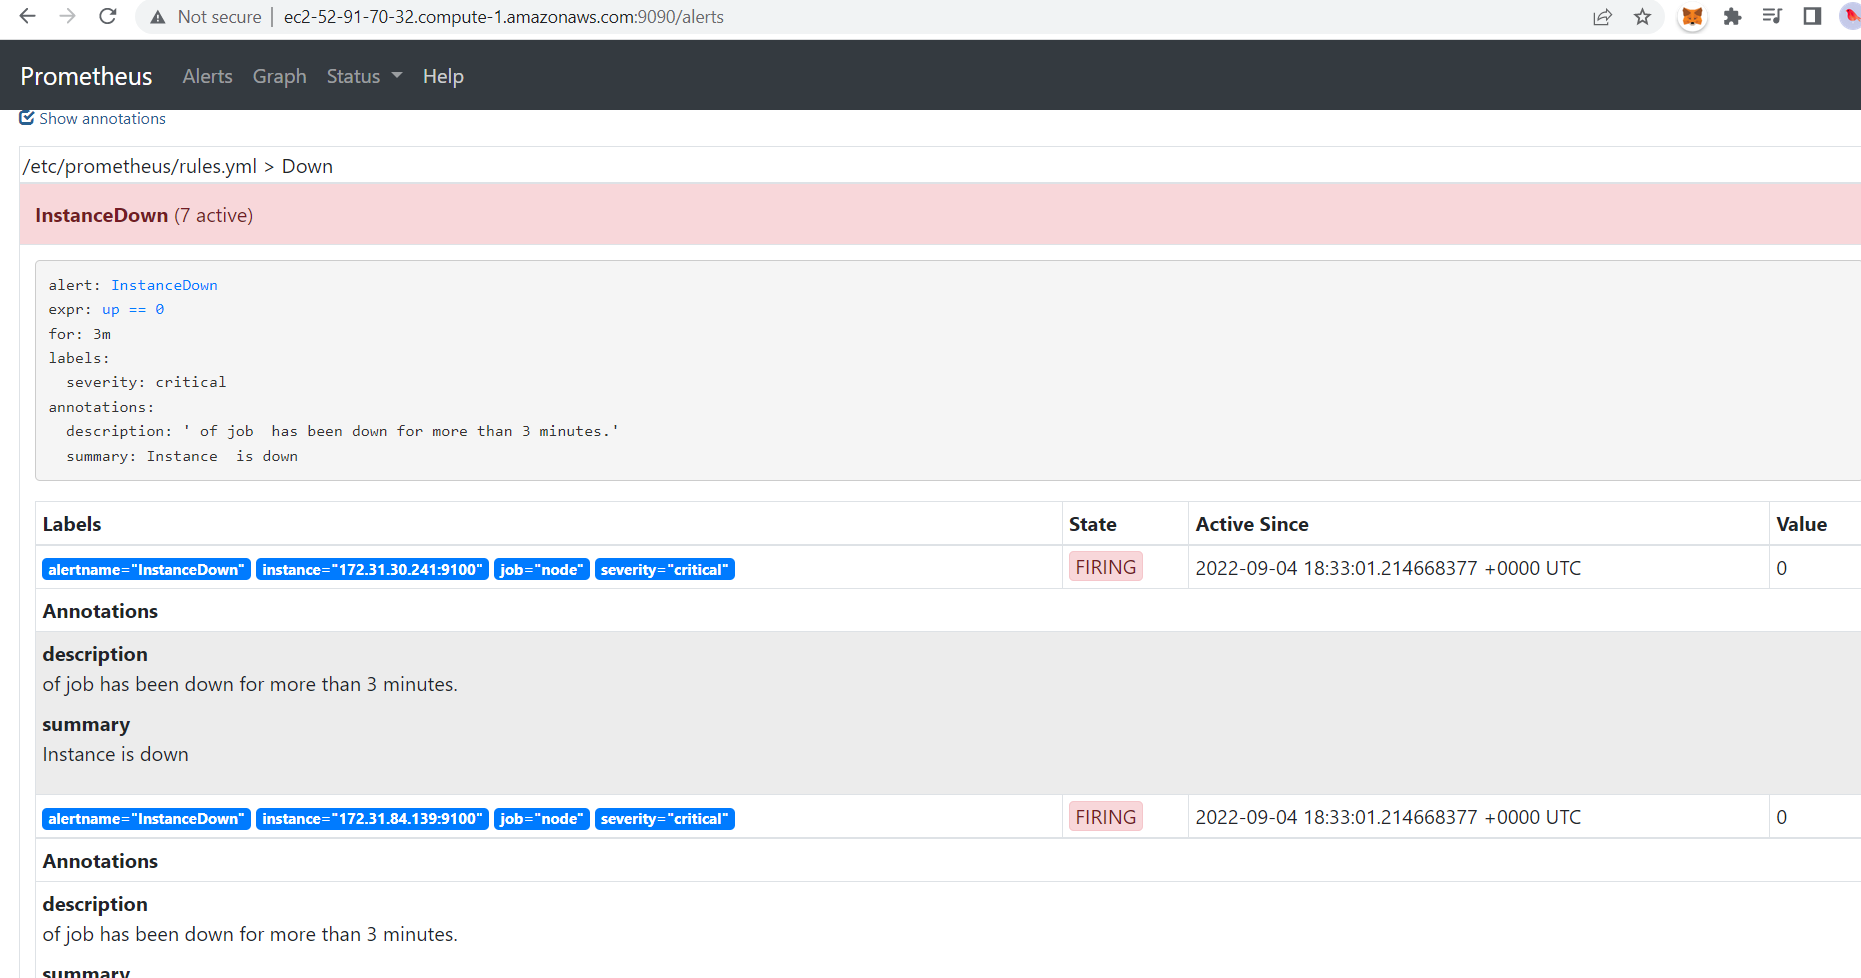 Not secure | ec2-52-91-70-32.compute-1.amazonaws.com:9090/alerts
Prometheus Alerts Graph Status Help
Show annotations
/etc/prometheus/rules.yml > Down
InstanceDown (7 active)
alert: InstanceDown
expr: up == 0
for: 3m
labels:
  severity: critical
annotations:
  description: ' of job  has been down for more than 3 minutes.'
  summary: Instance  is down
Labels State Active Since Value
alertname="InstanceDown" instance="172.31.30.241:9100" job="node" severity="critical" FIRING 2022-09-04 18:33:01.214668377 +0000 UTC 0
Annotations
description
of job has been down for more than 3 minutes.
summary
Instance is down
alertname="InstanceDown" instance="172.31.84.139:9100" job="node" severity="critical" FIRING 2022-09-04 18:33:01.214668377 +0000 UTC 0
Annotations
description
of job has been down for more than 3 minutes.
summary